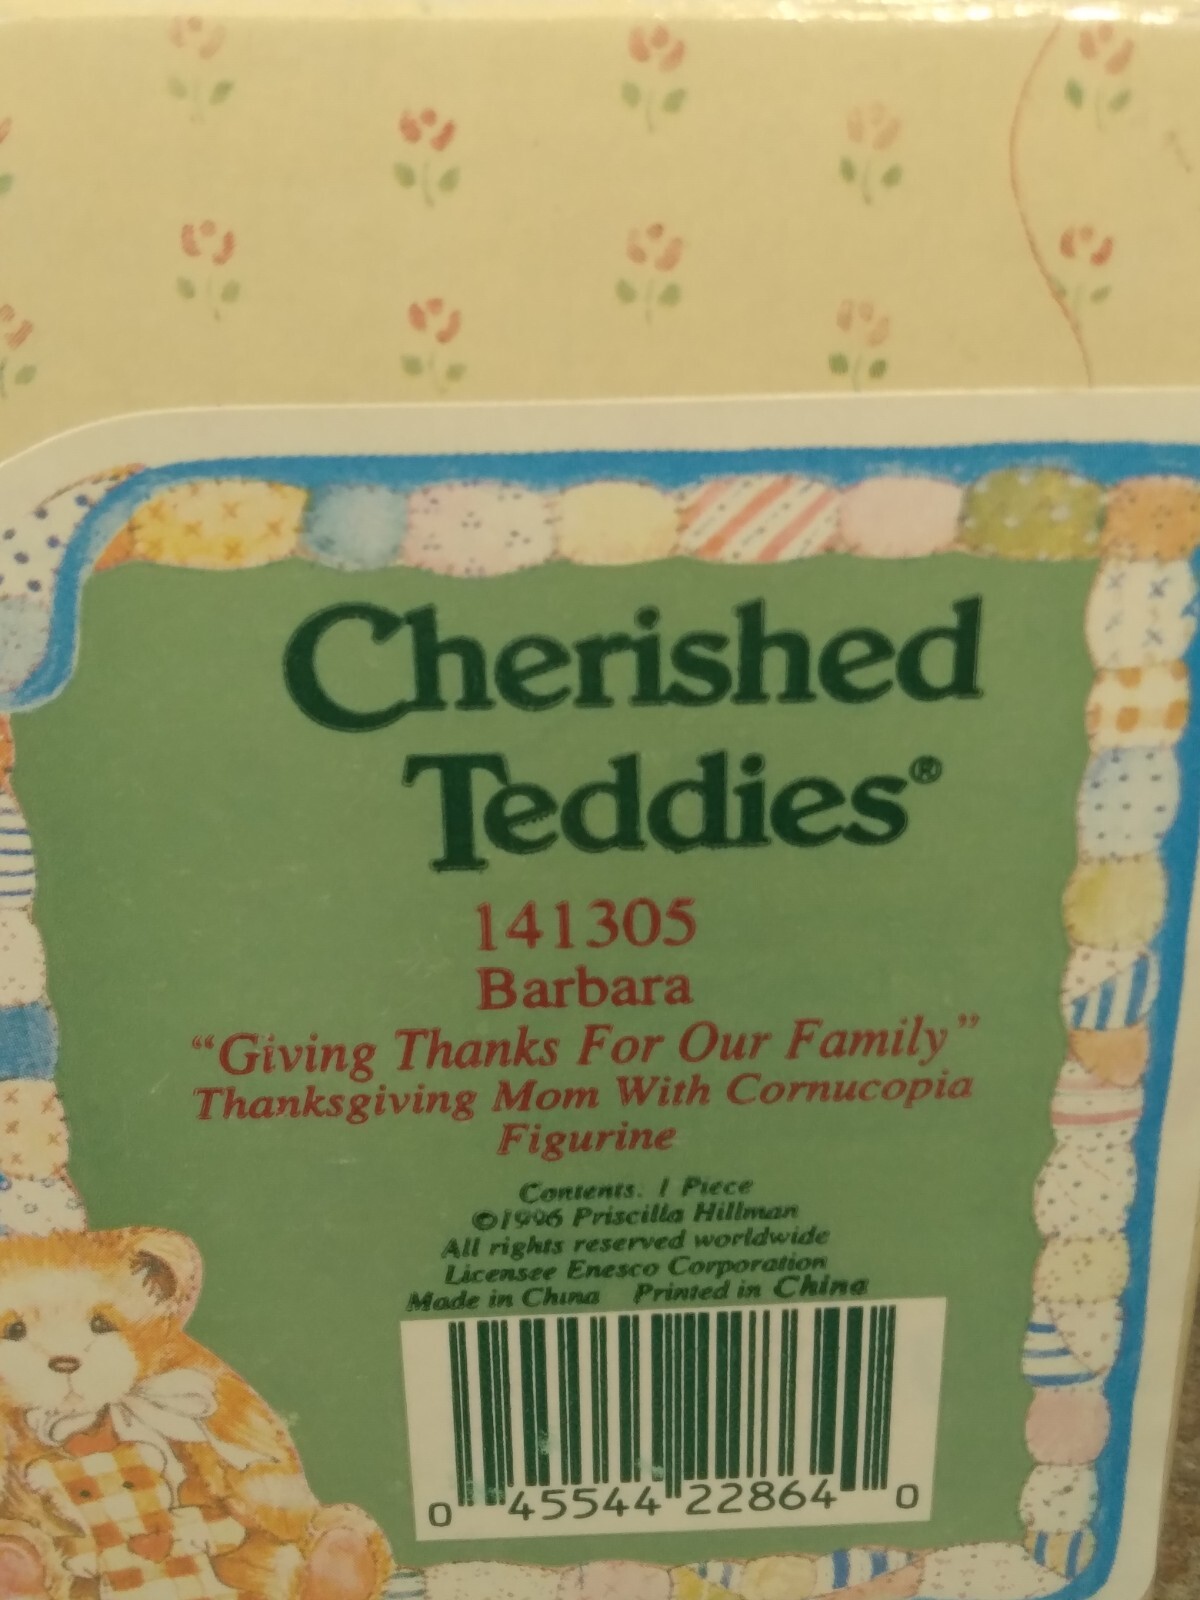 Cherished
Teddies®
141305
Barbara
"Giving Thanks For Our Family"
Thanksgiving Mom With Cornucopia
Figurine
Contents. 1 Piece
©1996 Priscilla Hillman
All rights reserved worldwide
Licensee Enesco Corporation
Made in China Printed in China
0 45544 22864 0